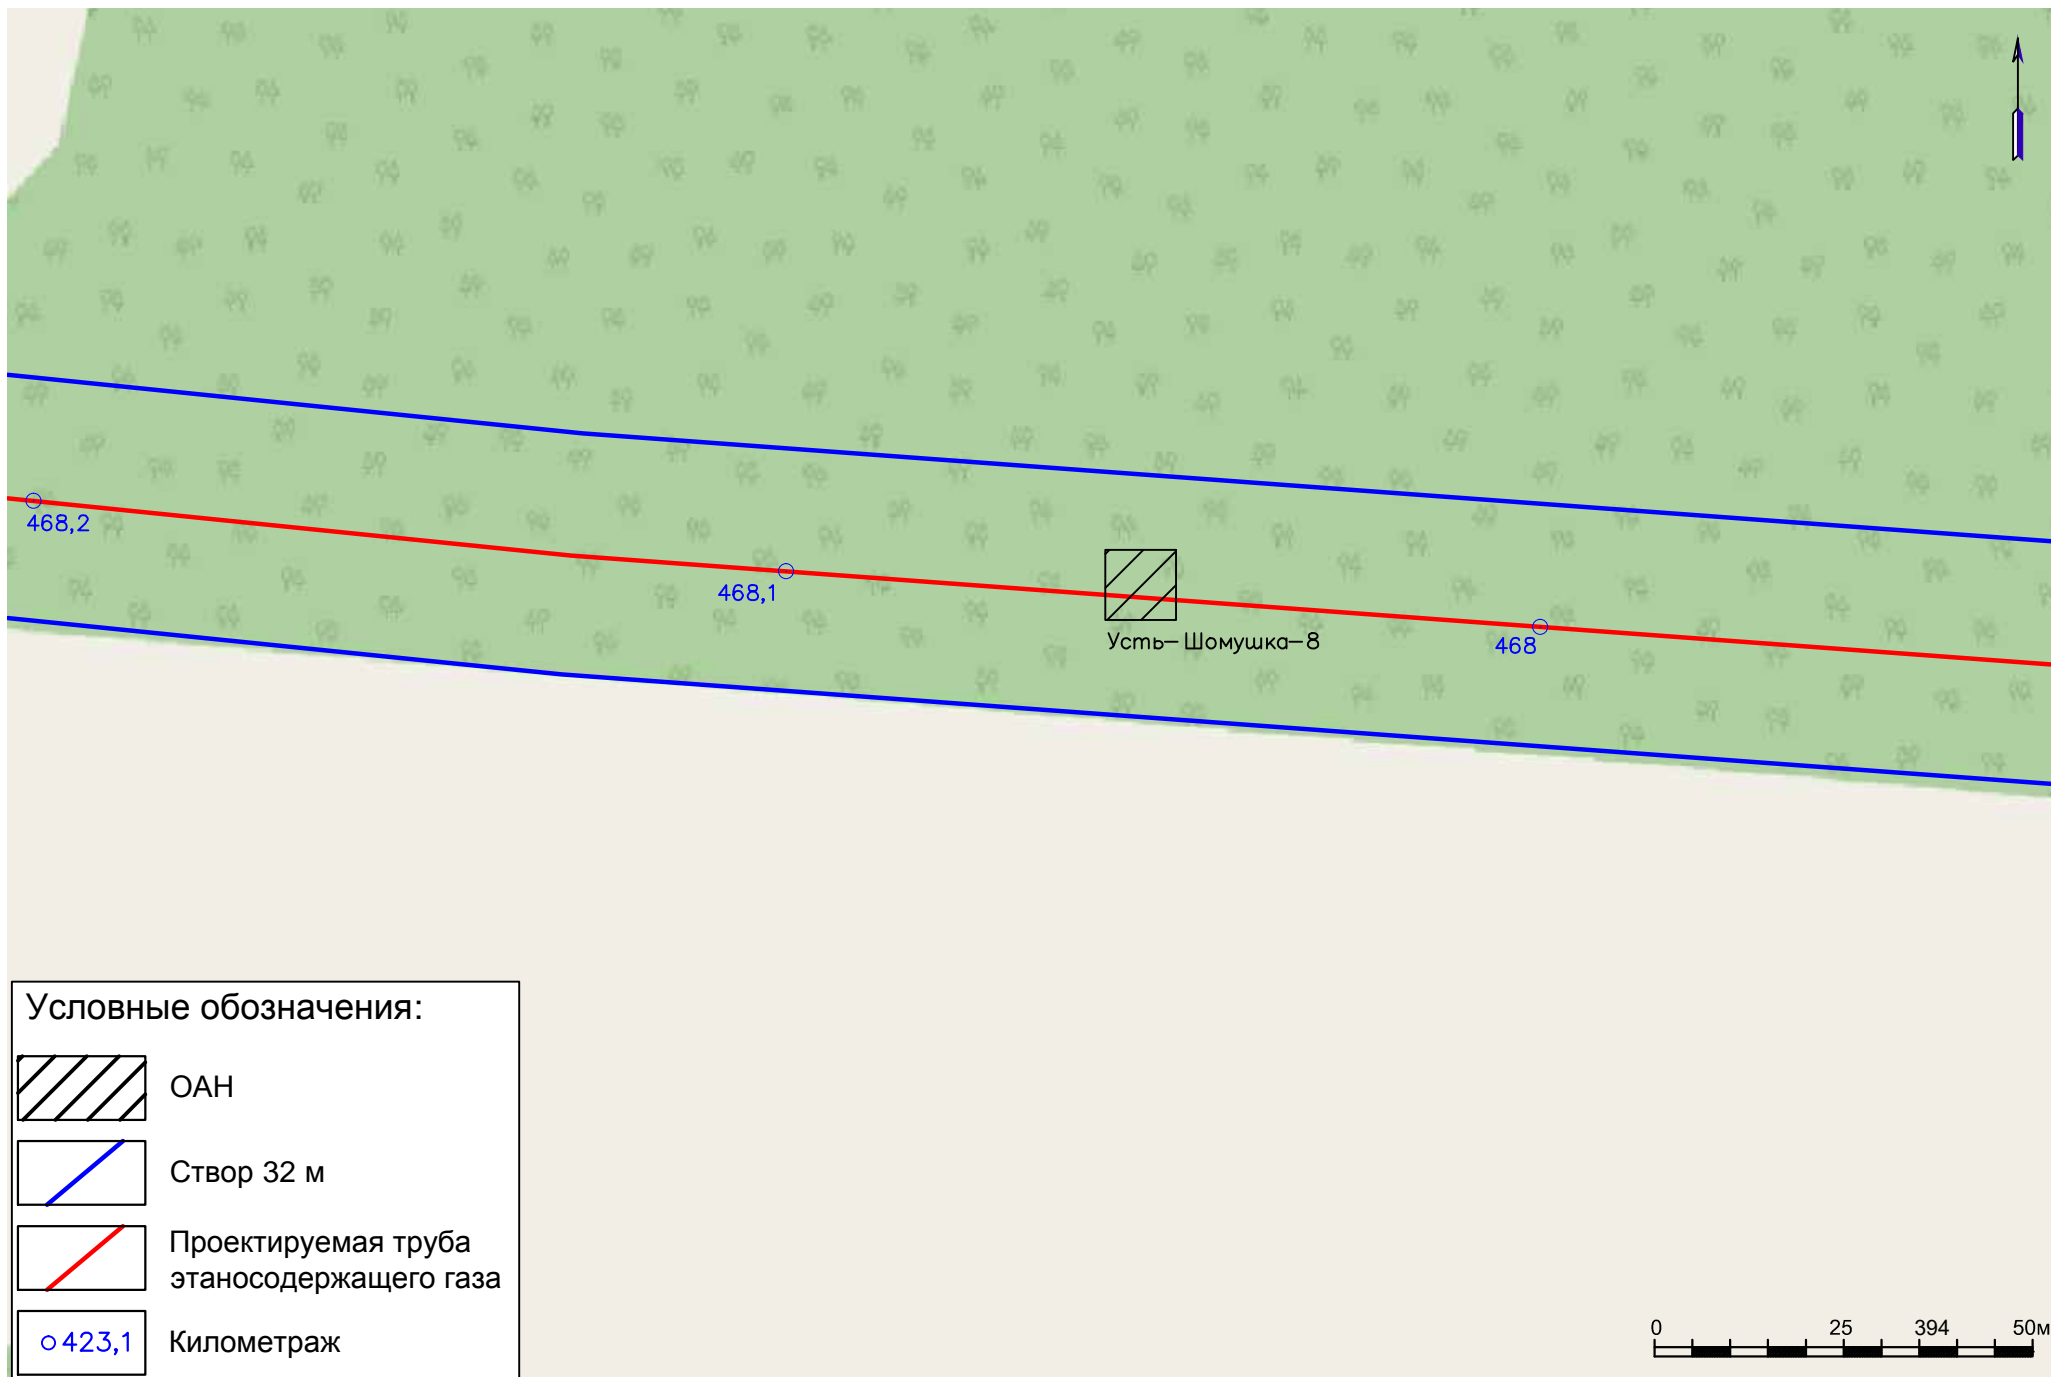 468,2
468,1
Усть-Шомушка-8
468
Условные обозначения:
ОАН
Створ 32 м
Проектируемая труба
этаносодержащего газа
423,1
Километраж
0 25 394 50м